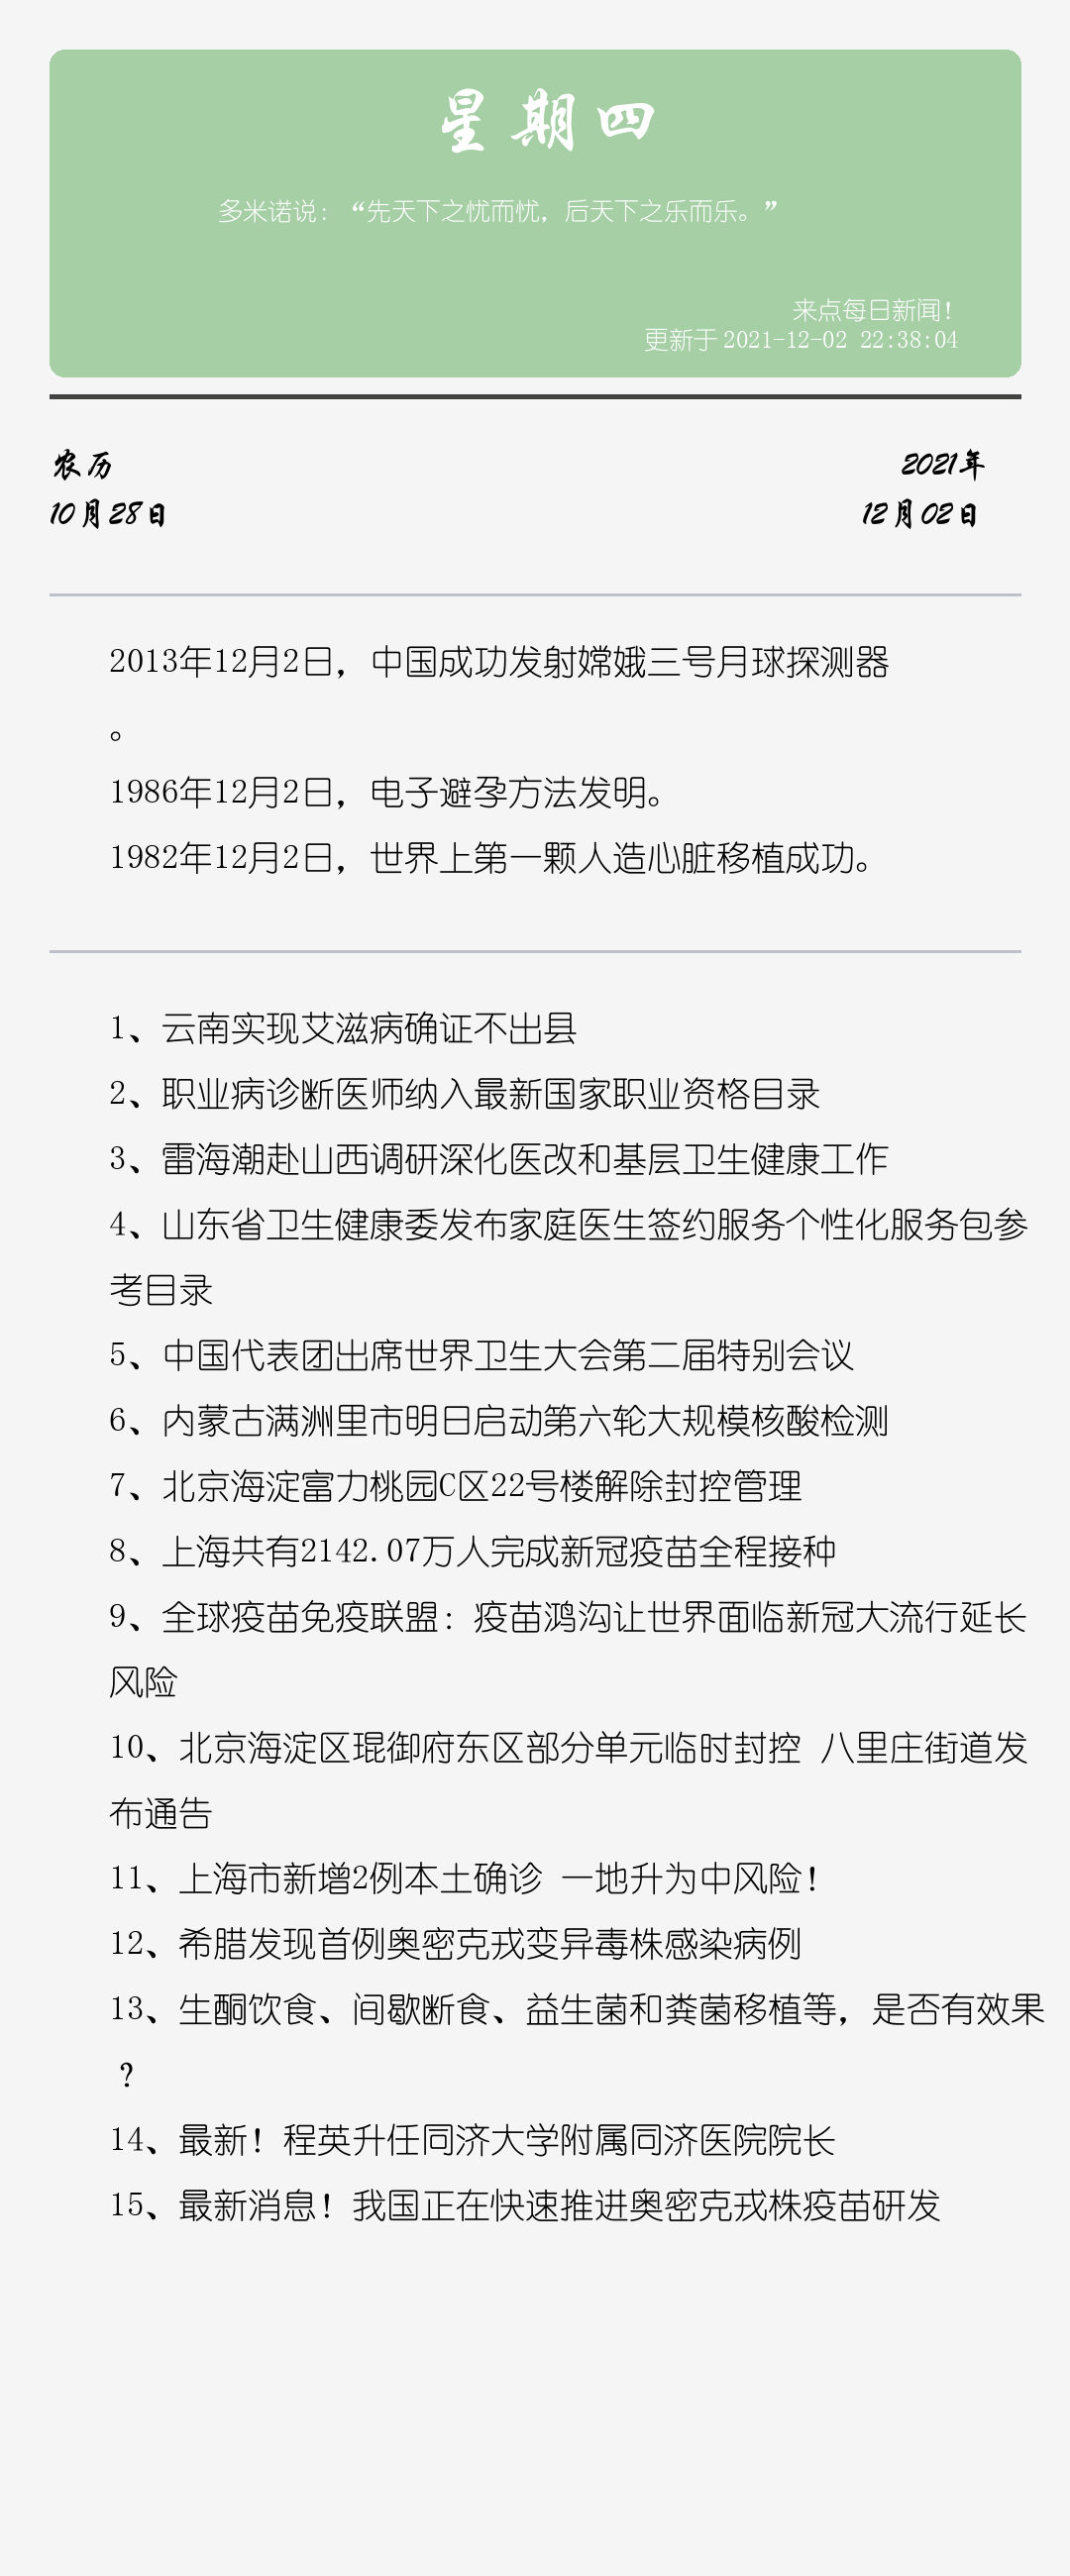 星期四
多米诺说：“先天下之忧而忧，后天下之乐而乐。”
来点每日新闻！
更新于2021-12-02 22:38:04
农历
2021年
10月28日
12月02日
2013年12月2日，中国成功发射嫦娥三号月球探测器
。
1986年12月2日，电子避孕方法发明。
1982年12月2日，世界上第一颗人造心脏移植成功。
1、云南实现艾滋病确证不出县
2、职业病诊断医师纳入最新国家职业资格目录
3、雷海潮赴山西调研深化医改和基层卫生健康工作
4、山东省卫生健康委发布家庭医生签约服务个性化服务包参
考目录
5、中国代表团出席世界卫生大会第二届特别会议
6、内蒙古满洲里市明日启动第六轮大规模核酸检测
7、北京海淀富力桃园C区22号楼解除封控管理
8、上海共有2142.07万人完成新冠疫苗全程接种
9、全球疫苗免疫联盟：疫苗鸿沟让世界面临新冠大流行延长
风险
10、北京海淀区琨御府东区部分单元临时封控 八里庄街道发
布通告
11、上海市新增2例本土确诊 一地升为中风险！
12、希腊发现首例奥密克戎变异毒株感染病例
13、生酮饮食、间歇断食、益生菌和粪菌移植等，是否有效果
？
14、最新！程英升任同济大学附属同济医院院长
15、最新消息！我国正在快速推进奥密克戎株疫苗研发